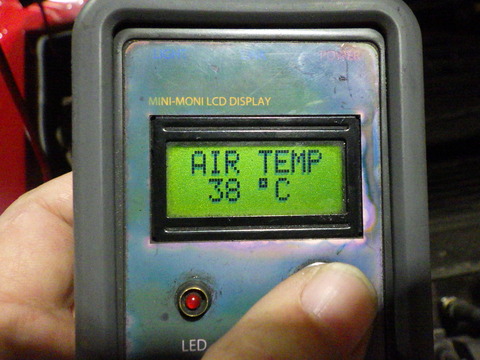 MINI-MONI LCD DISPLAY
AIR TEMP
38 °C
LED